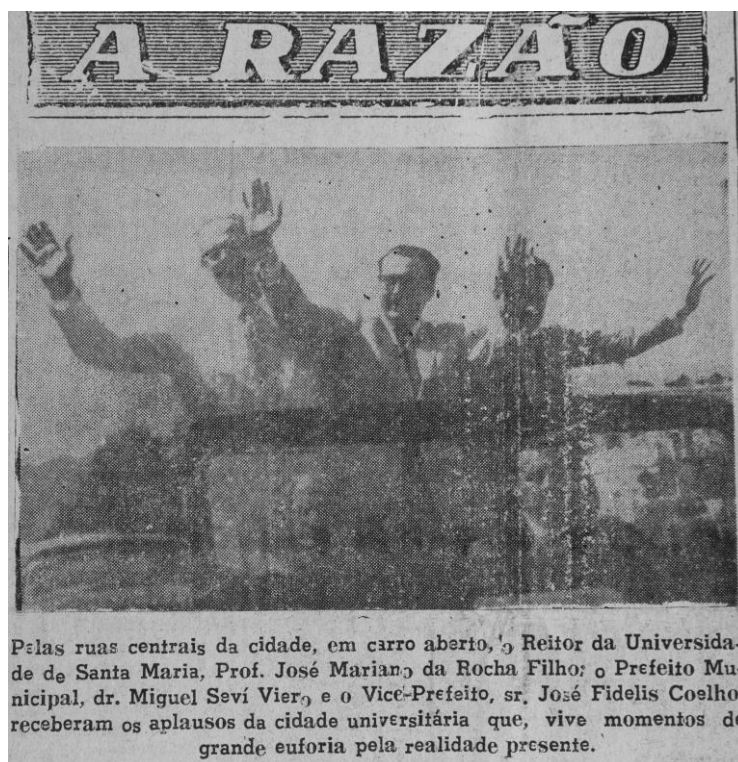 A RAZÃO
Pelas ruas centrais da cidade, em carro aberto, o Reitor da Universida-
de de Santa Maria, Prof. José Mariano da Rocha Filho; o Prefeito Mu-
nicipal, dr. Miguel Seví Viero e o Vice-Prefeito, sr. José Fidelis Coelho
receberam os aplausos da cidade universitária que, vive momentos de
grande euforia pela realidade presente.